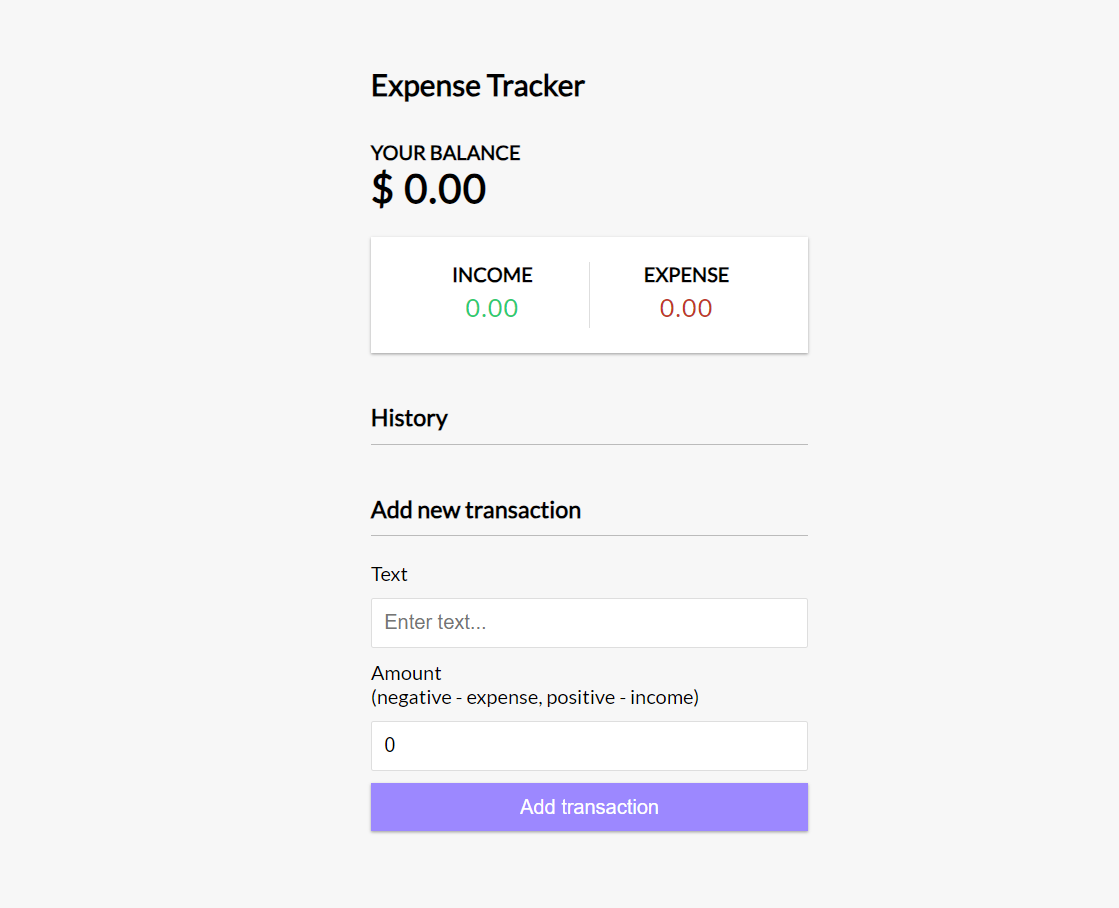 Expense Tracker
YOUR BALANCE
$ 0.00
INCOME
EXPENSE
0.00
0.00
History
Add new transaction
Text
Enter text...
Amount
(negative - expense, positive - income)
0
Add transaction